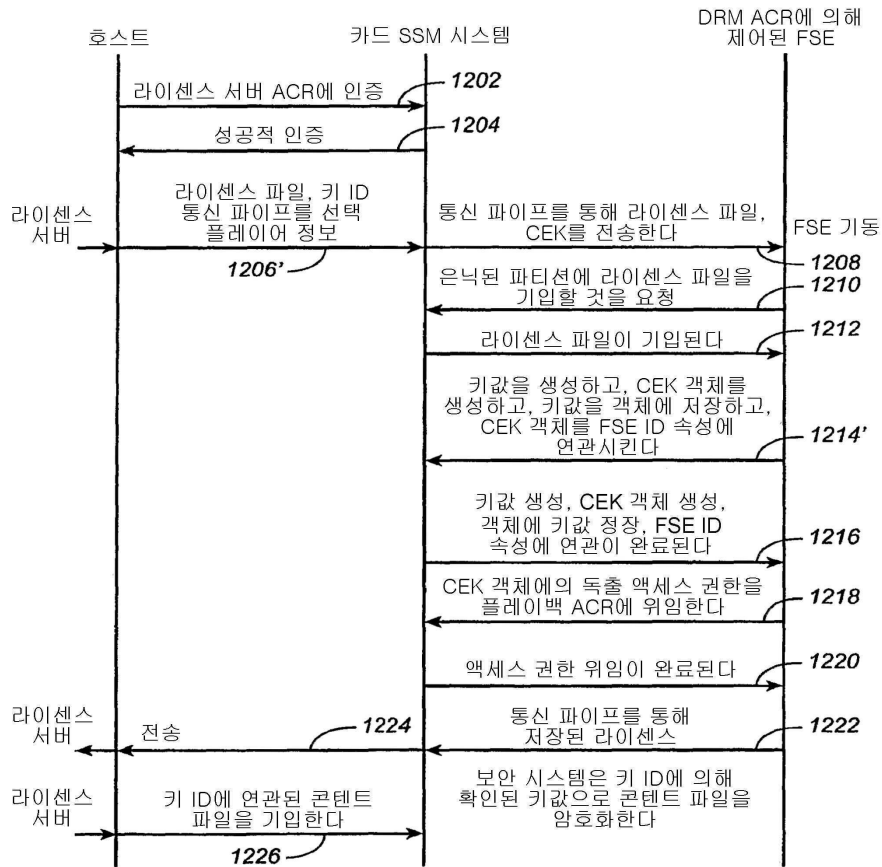 호스트
카드 SSM 시스템
DRM ACR에 의해
제어된 FSE
라이센스 서버 ACR에 인증
1202
성공적 인증
1204
라이센스
서버
라이센스 파일, 키 ID
통신 파이프를 선택
플레이어 정보
1206'
통신 파이프를 통해 라이센스 파일,
CEK를 전송한다
FSE 기동
1208
은닉된 파티션에 라이센스 파일을
기입할 것을 요청
1210
라이센스 파일이 기입된다
1212
키값을 생성하고, CEK 객체를
생성하고, 키값을 객체에 저장하고,
CEK 객체를 FSE ID 속성에
연관시킨다
1214'
키값 생성, CEK 객체 생성,
객체에 키값 정장, FSE ID
속성에 연관이 완료된다
1216
CEK 객체에의 독출 액세스 권한을
플레이백 ACR에 위임한다
1218
액세스 권한 위임이 완료된다
1220
라이센스
서버
전송
1224
통신 파이프를 통해
저장된 라이센스
1222
라이센스
서버
키 ID에 연관된 콘텐트
파일을 기입한다
1226
보안 시스템은 키 ID에 의해
확인된 키값으로 콘텐트 파일을
암호화한다